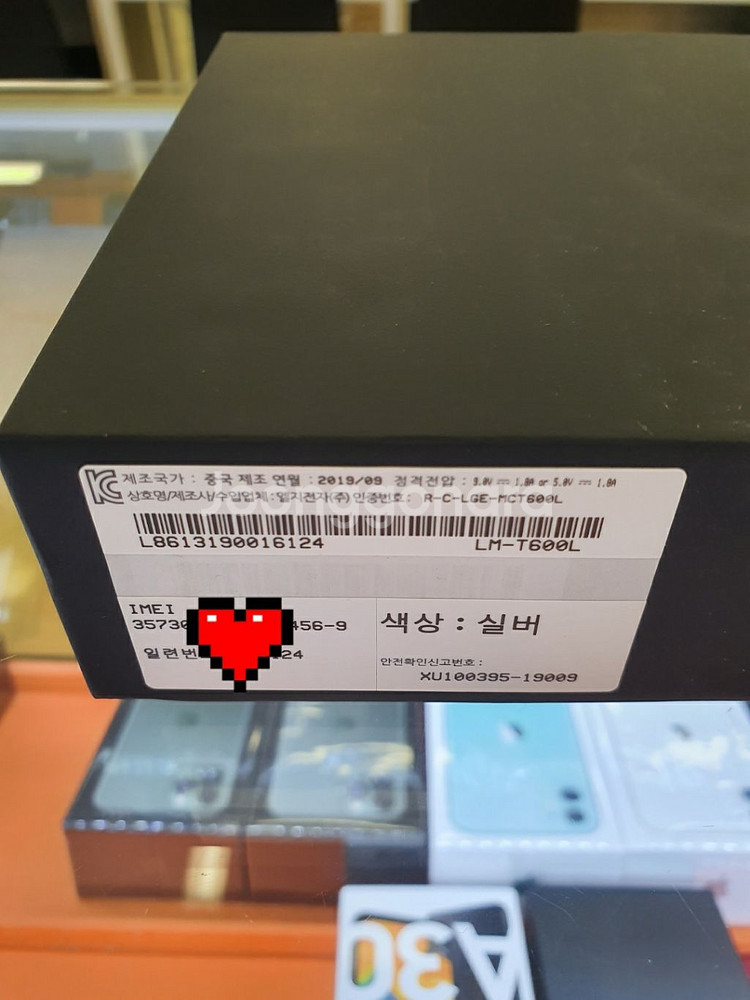 제조국가 : 중국 제조 연월 : 2019/09 정격전압 : 9.0V ⎓ 1.8A or 5.0V ⎓ 1.8A
상호명/제조사/수입업체 : 엘지전자(주) 인증번호 : R-C-LGE-MCT600L
L8613190016124 LM-T600L
IMEI
35730 456-9
일련번 24
색상 : 실버
안전확인신고번호 :
XU100395-19009
Joonggonara
A30